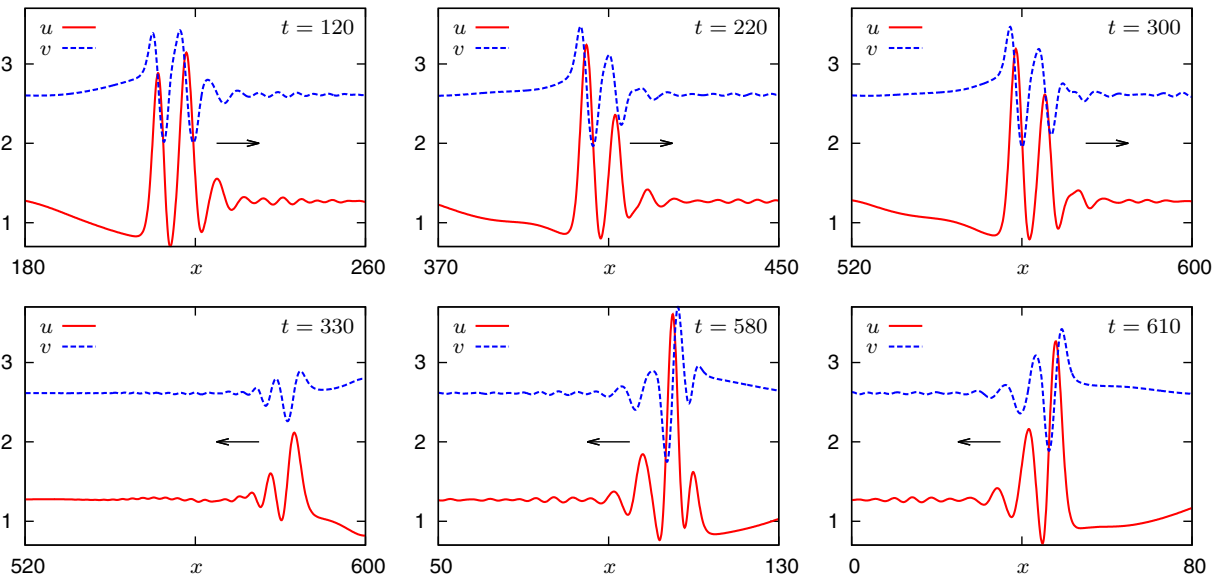 u
v
t = 120
3
2
1
180
x
260
u
v
t = 220
3
2
1
370
x
450
u
v
t = 300
3
2
1
520
x
600
u
v
t = 330
3
2
1
520
x
600
u
v
t = 580
3
2
1
50
x
130
u
v
t = 610
3
2
1
0
x
80